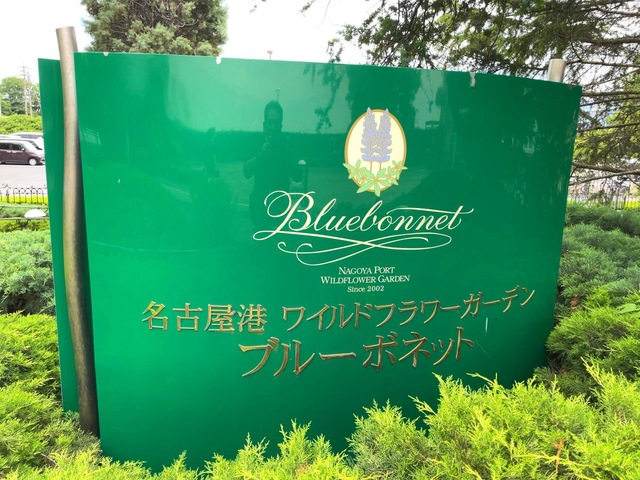 Bluebonnet
NAGOYA PORT
WILDFLOWER GARDEN
Since 2002
名古屋港 ワイルドフラワーガーデン
ブルーボネット